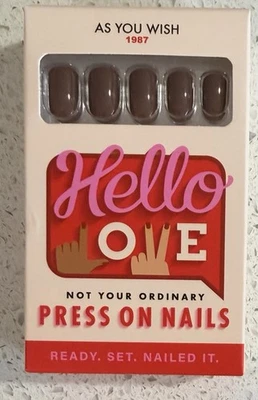 AS YOU WISH
1987
Hello
LOVE
NOT YOUR ORDINARY
PRESS ON NAILS
READY. SET. NAILED IT.